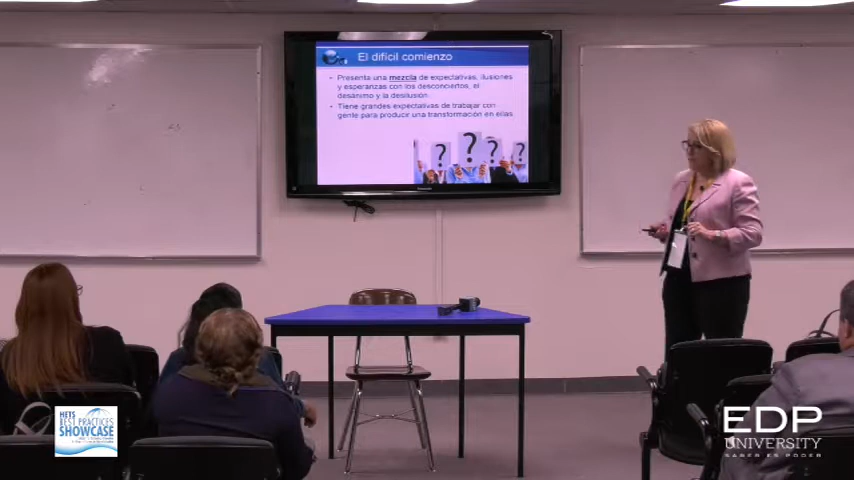 El difícil comienzo
• Presenta una mezcla de expectativas, ilusiones
y esperanzas con los desconciertos, el
desánimo y la desilusión.
• Tiene grandes expectativas de trabajar con
gente para producir una transformación en ellas.
? ? ? ?
HETS
BEST PRACTICES
SHOWCASE
EDP
UNIVERSITY
SABER ES PODER